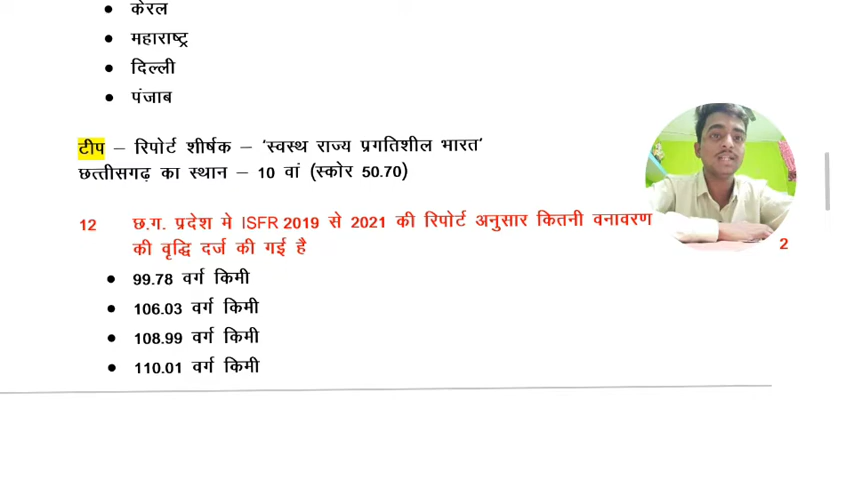 • केरल
• महाराष्ट्र
• दिल्ली
• पंजाब
टीप – रिपोर्ट शीर्षक – 'स्वस्थ राज्य प्रगतिशील भारत'
छत्तीसगढ़ का स्थान – 10 वां (स्कोर 50.70)
12 छ.ग. प्रदेश मे ISFR 2019 से 2021 की रिपोर्ट अनुसार कितनी वनावरण
की वृद्धि दर्ज की गई है 2
• 99.78 वर्ग किमी
• 106.03 वर्ग किमी
• 108.99 वर्ग किमी
• 110.01 वर्ग किमी